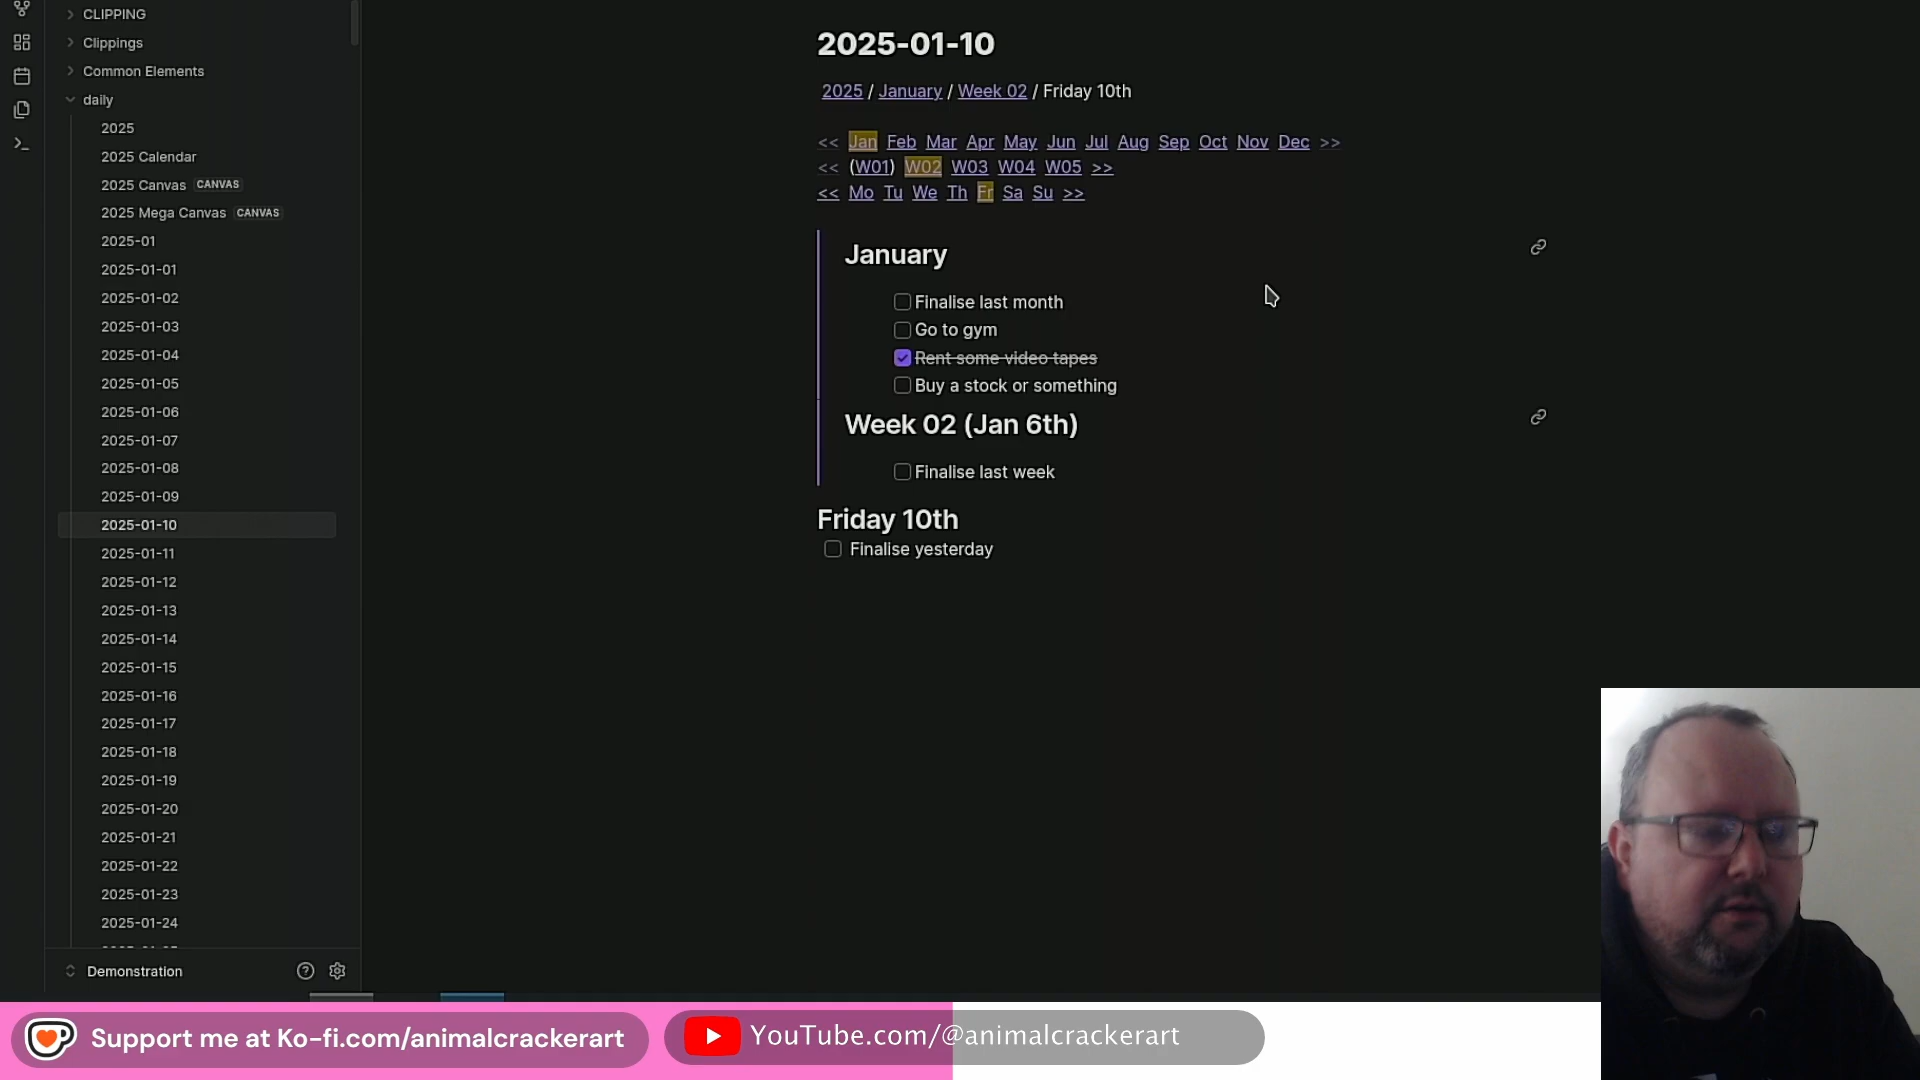 CLIPPING
Clippings
Common Elements
daily
2025
2025 Calendar
2025 Canvas CANVAS
2025 Mega Canvas CANVAS
2025-01
2025-01-01
2025-01-02
2025-01-03
2025-01-04
2025-01-05
2025-01-06
2025-01-07
2025-01-08
2025-01-09
2025-01-10
2025-01-11
2025-01-12
2025-01-13
2025-01-14
2025-01-15
2025-01-16
2025-01-17
2025-01-18
2025-01-19
2025-01-20
2025-01-21
2025-01-22
2025-01-23
2025-01-24
Demonstration
2025-01-10
2025 / January / Week 02 / Friday 10th
<< Jan Feb Mar Apr May Jun Jul Aug Sep Oct Nov Dec >>
<< (W01) W02 W03 W04 W05 >>
<< Mo Tu We Th Fr Sa Su >>
January
Finalise last month
Go to gym
Rent some video tapes
Buy a stock or something
Week 02 (Jan 6th)
Finalise last week
Friday 10th
Finalise yesterday
Support me at Ko-fi.com/animalcrackerart
YouTube.com/@animalcrackerart